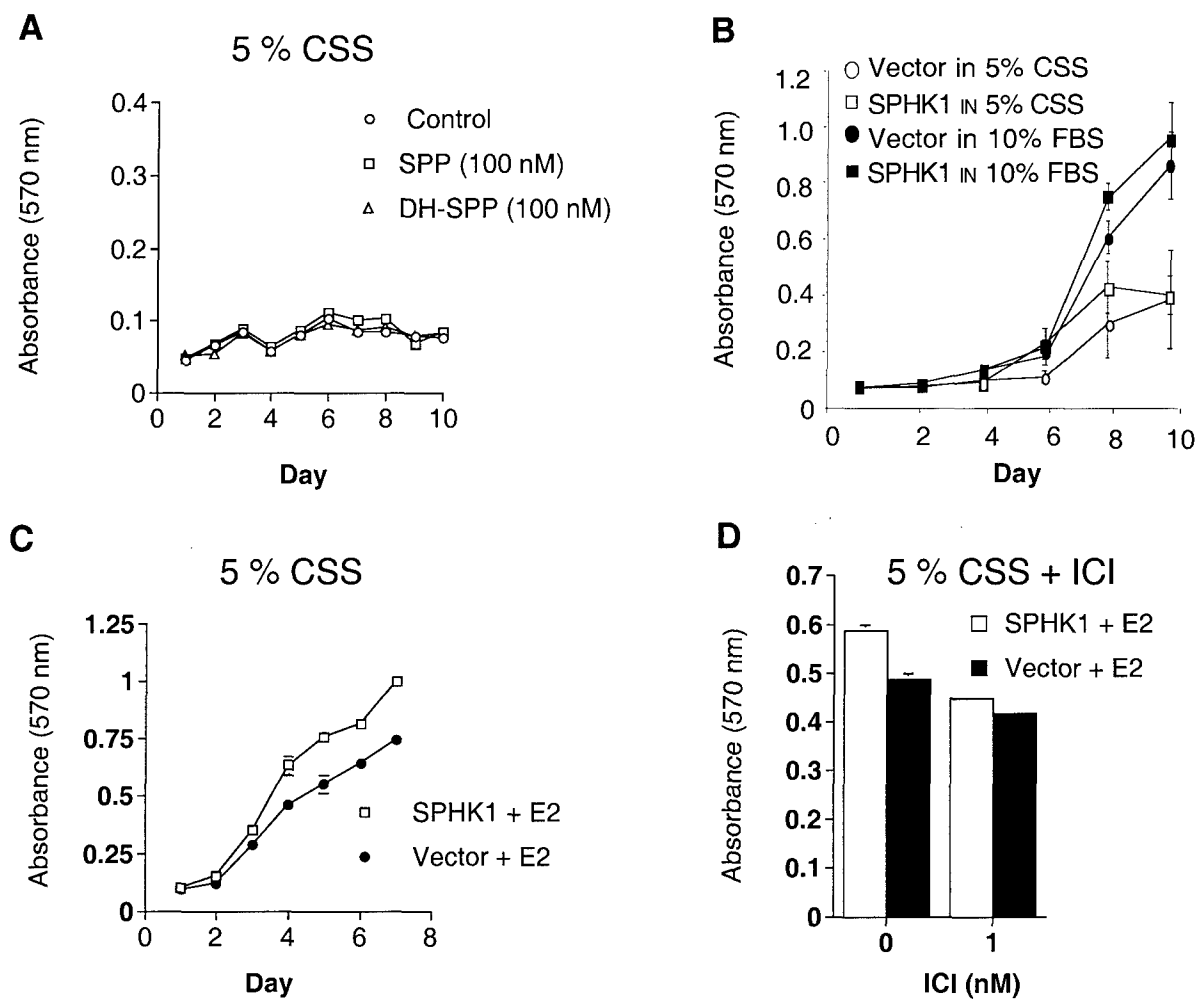 A
5 % CSS
0.4
0.3
0.2
0.1
0
Absorbance (570 nm)
Control
SPP (100 nM)
DH-SPP (100 nM)
0 2 4 6 8 10
Day
B
Vector in 5% CSS
SPHK1 IN 5% CSS
Vector in 10% FBS
SPHK1 IN 10% FBS
1.2
1.0
0.8
0.6
0.4
0.2
0
Absorbance (570 nm)
0 2 4 6 8 10
Day
C
5 % CSS
1.25
1
0.75
0.5
0.25
0
Absorbance (570 nm)
SPHK1 + E2
Vector + E2
0 2 4 6 8
Day
D
5 % CSS + ICI
0.7
0.6
0.5
0.4
0.3
0.2
0.1
0
Absorbance (570 nm)
SPHK1 + E2
Vector + E2
0 1
ICI (nM)